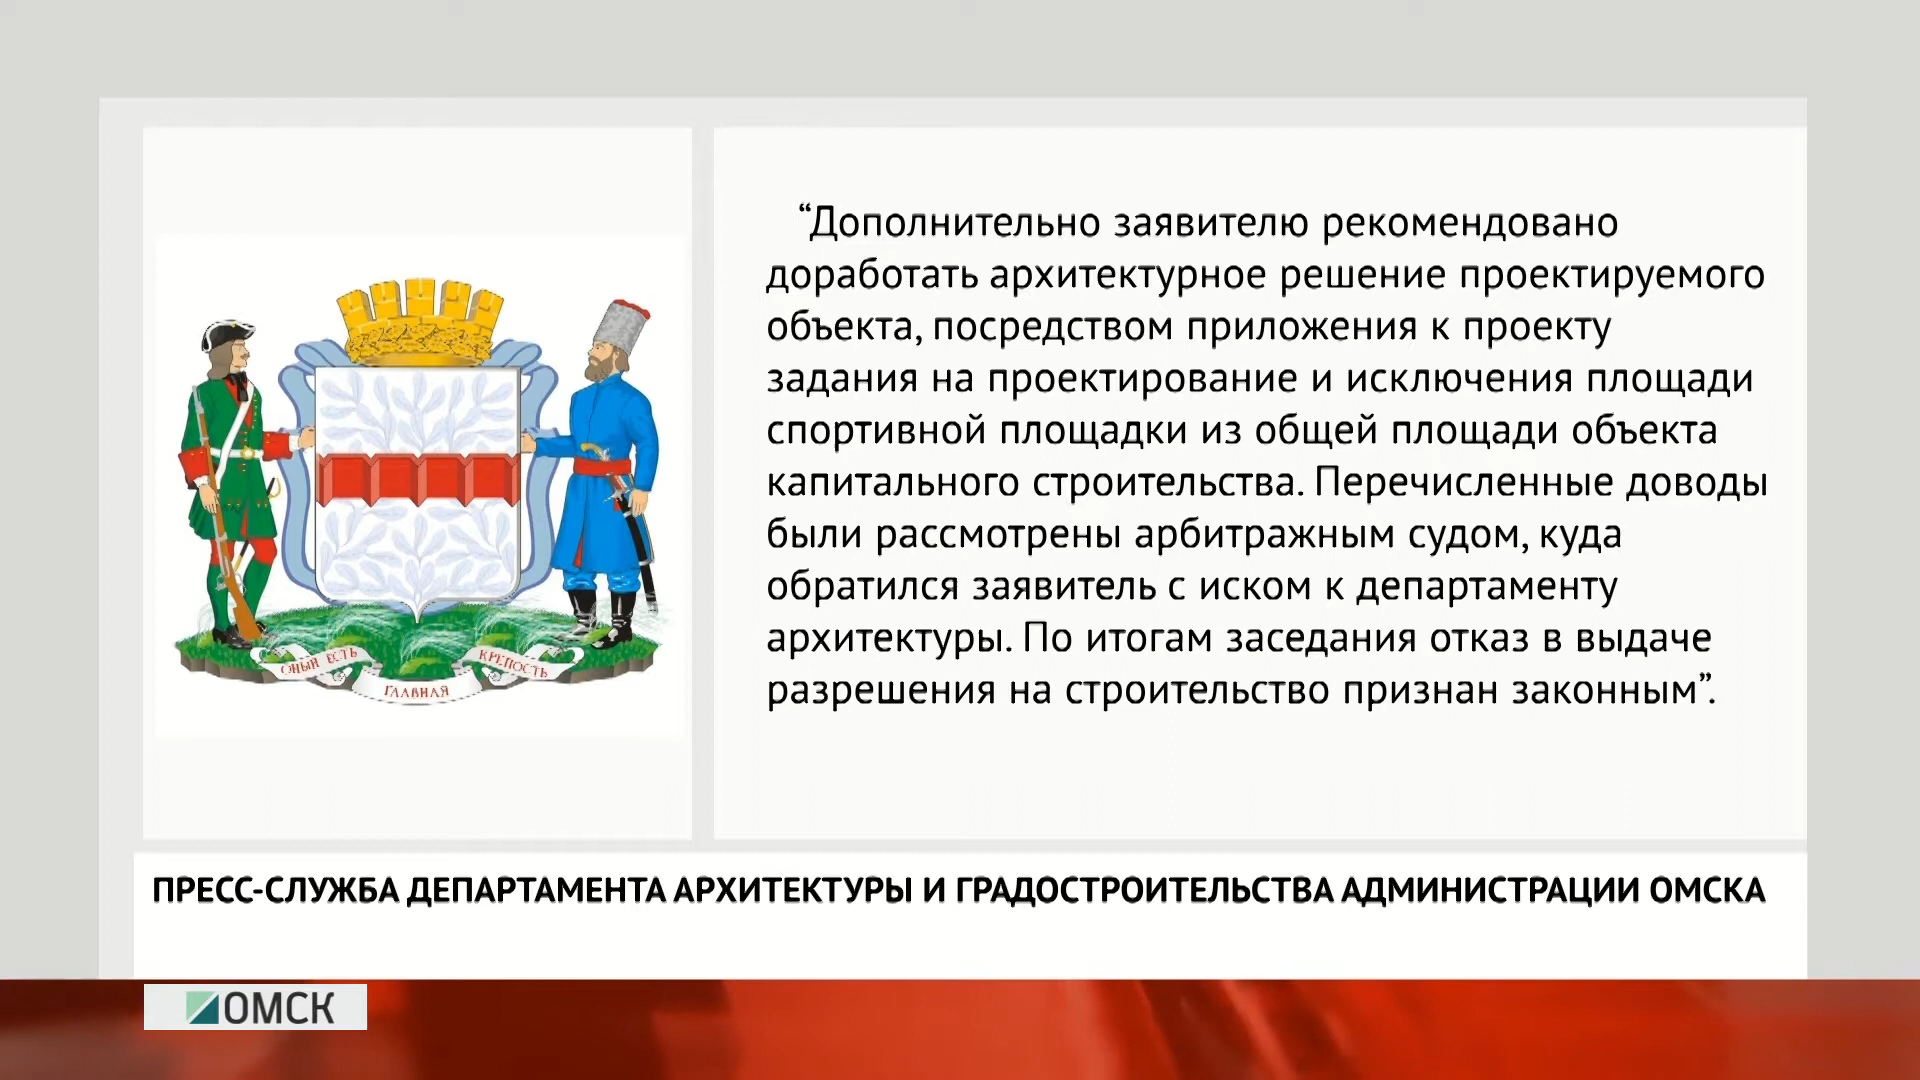 “Дополнительно заявителю рекомендовано
доработать архитектурное решение проектируемого
объекта, посредством приложения к проекту
задания на проектирование и исключения площади
спортивной площадки из общей площади объекта
капитального строительства. Перечисленные доводы
были рассмотрены арбитражным судом, куда
обратился заявитель с иском к департаменту
архитектуры. По итогам заседания отказ в выдаче
разрешения на строительство признан законным”.
ОНЫЙ ЕСТЬ
ГЛАВНАЯ
КРЕПОСТЬ
ПРЕСС-СЛУЖБА ДЕПАРТАМЕНТА АРХИТЕКТУРЫ И ГРАДОСТРОИТЕЛЬСТВА АДМИНИСТРАЦИИ ОМСКА
ОМСК